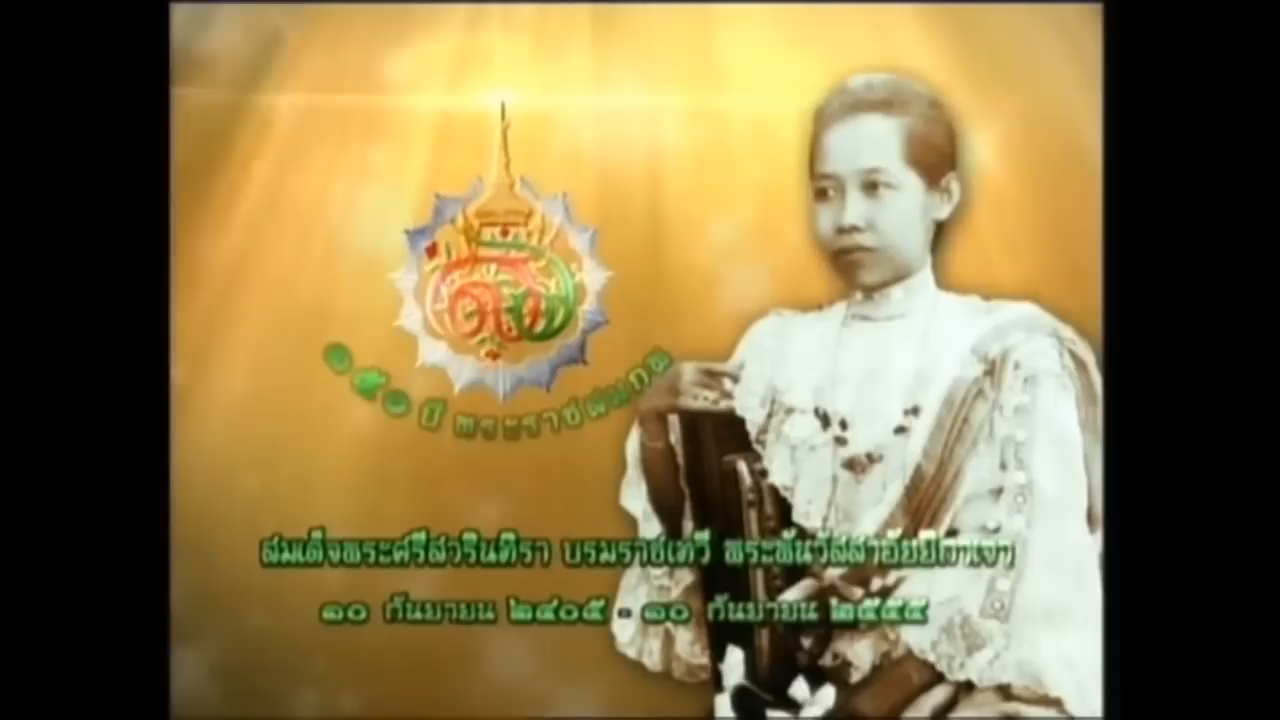 ๑๕๐ ปี พระราชสมภพ
สมเด็จพระศรีสวรินทิรา บรมราชเทวี พระพันวัสสาอัยยิกาเจ้า
๑๐ กันยายน ๒๔๐๕ - ๑๐ กันยายน ๒๕๕๕